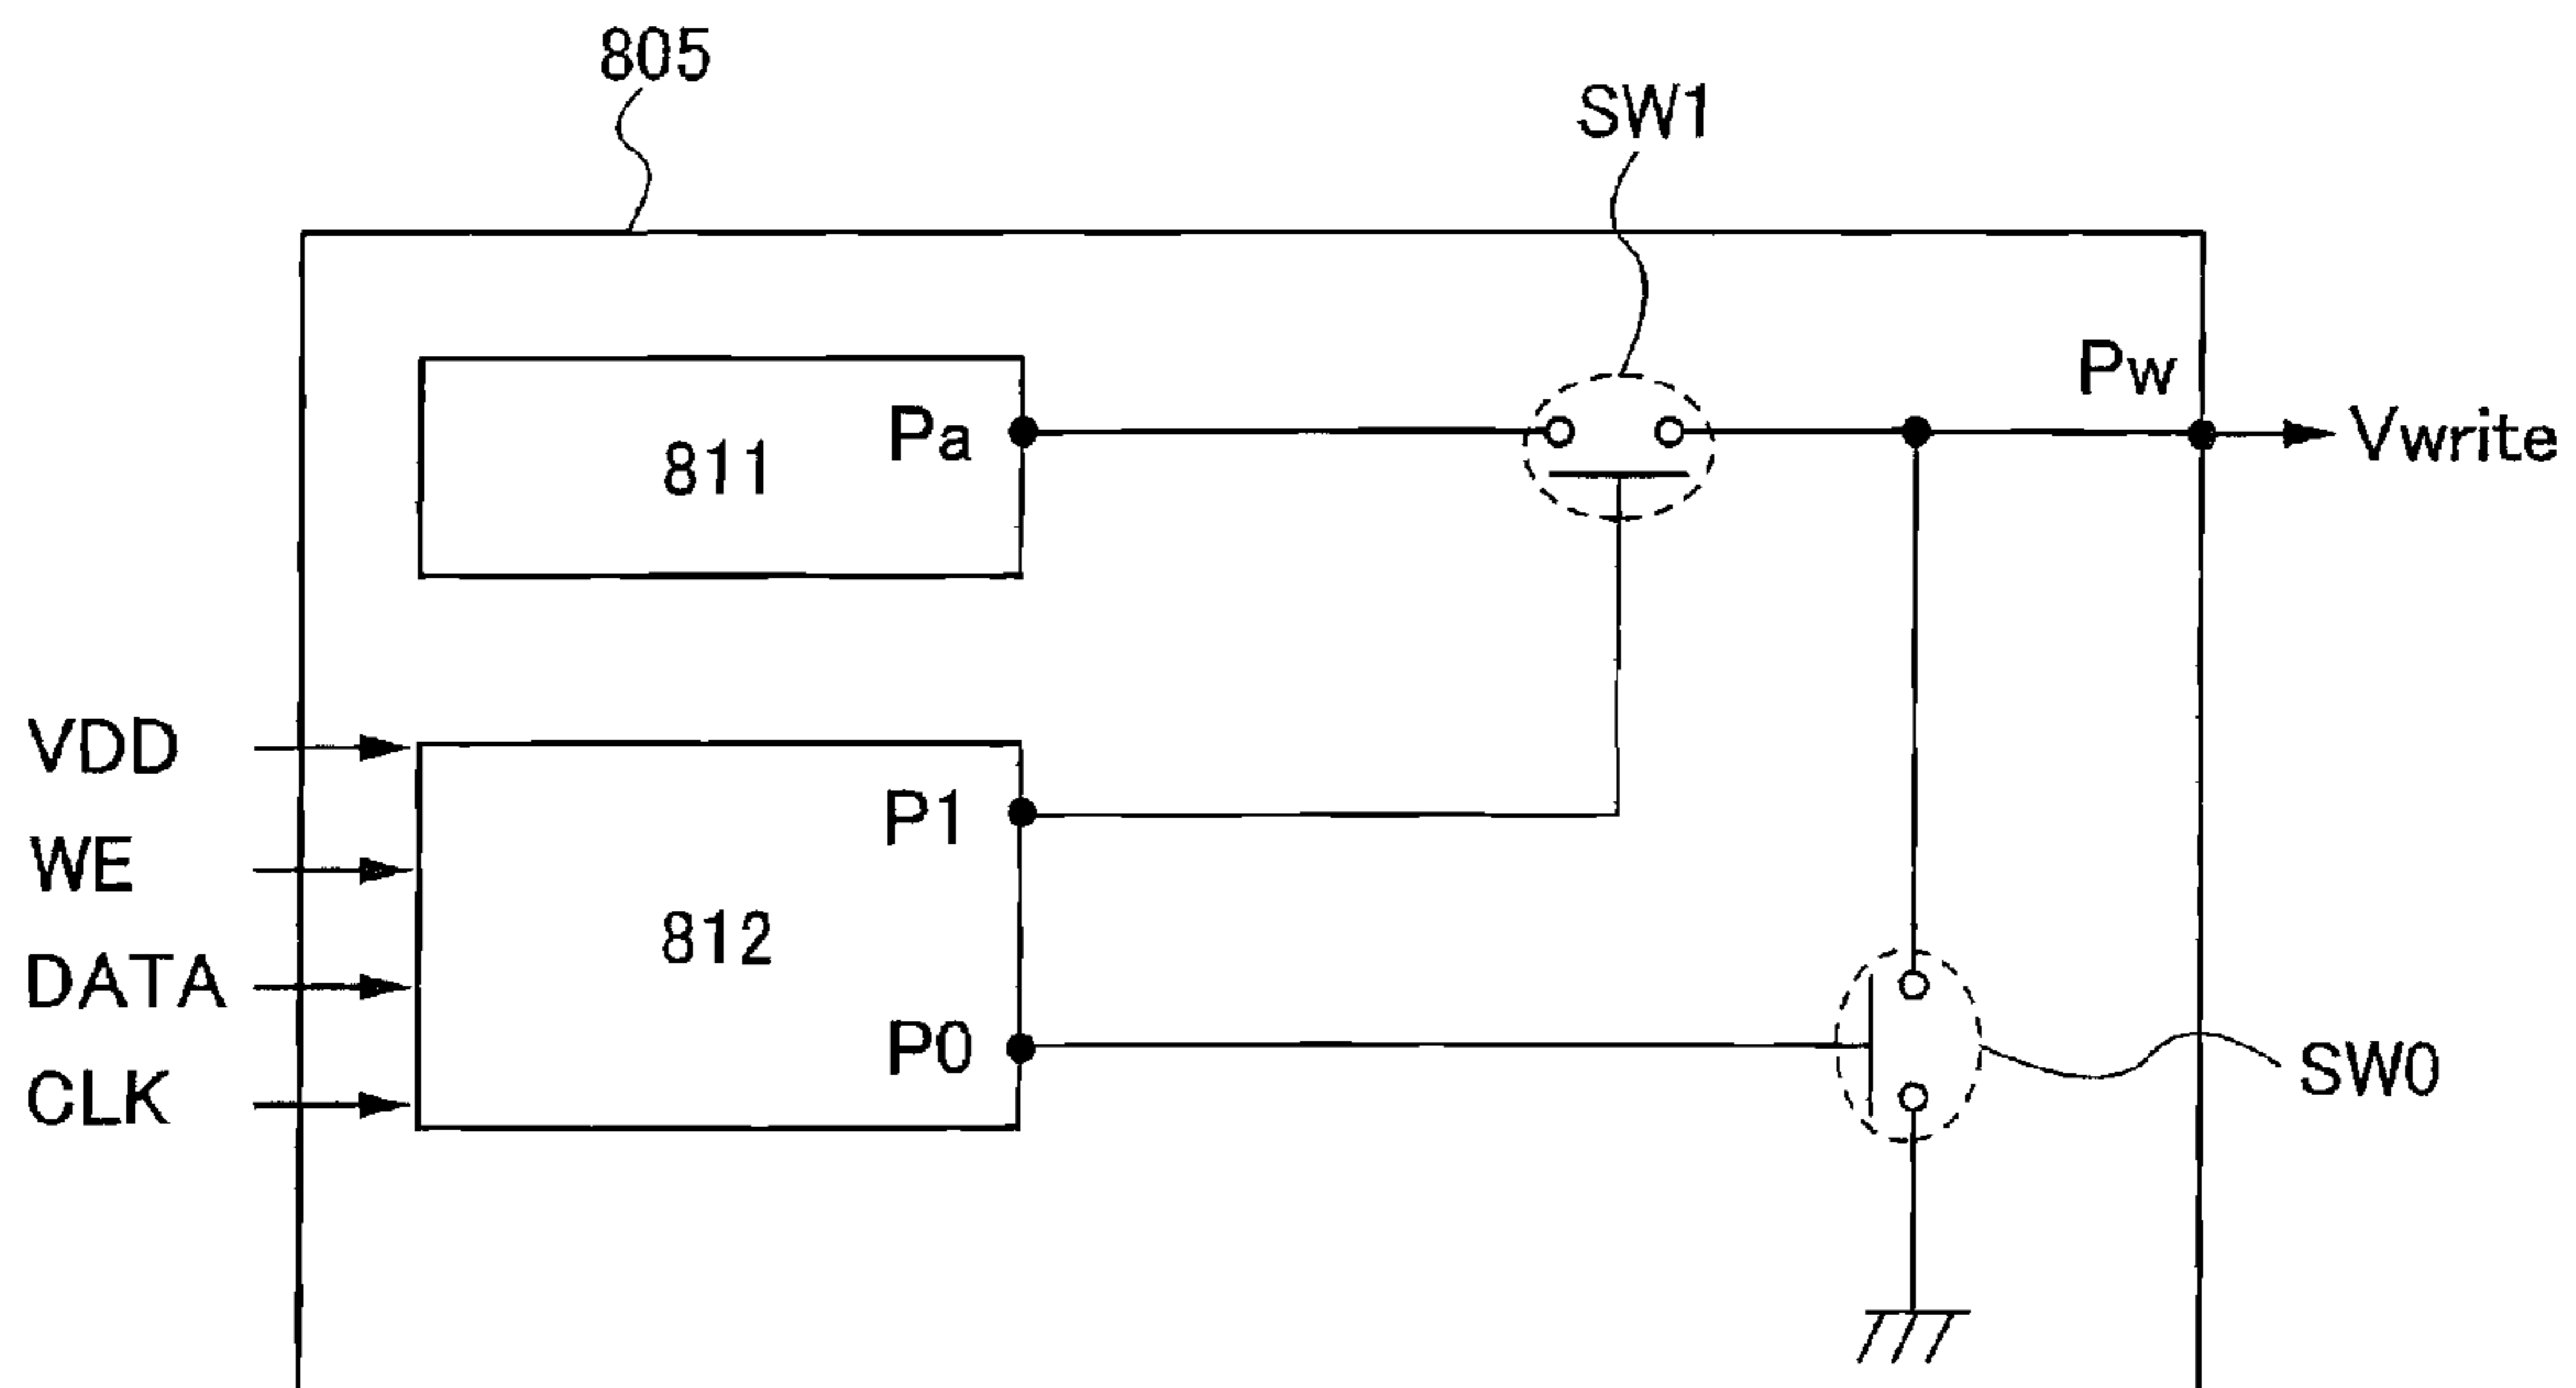 805
SW1
Pw
Pa
Vwrite
811
VDD
P1
WE
812
DATA
P0
SW0
CLK